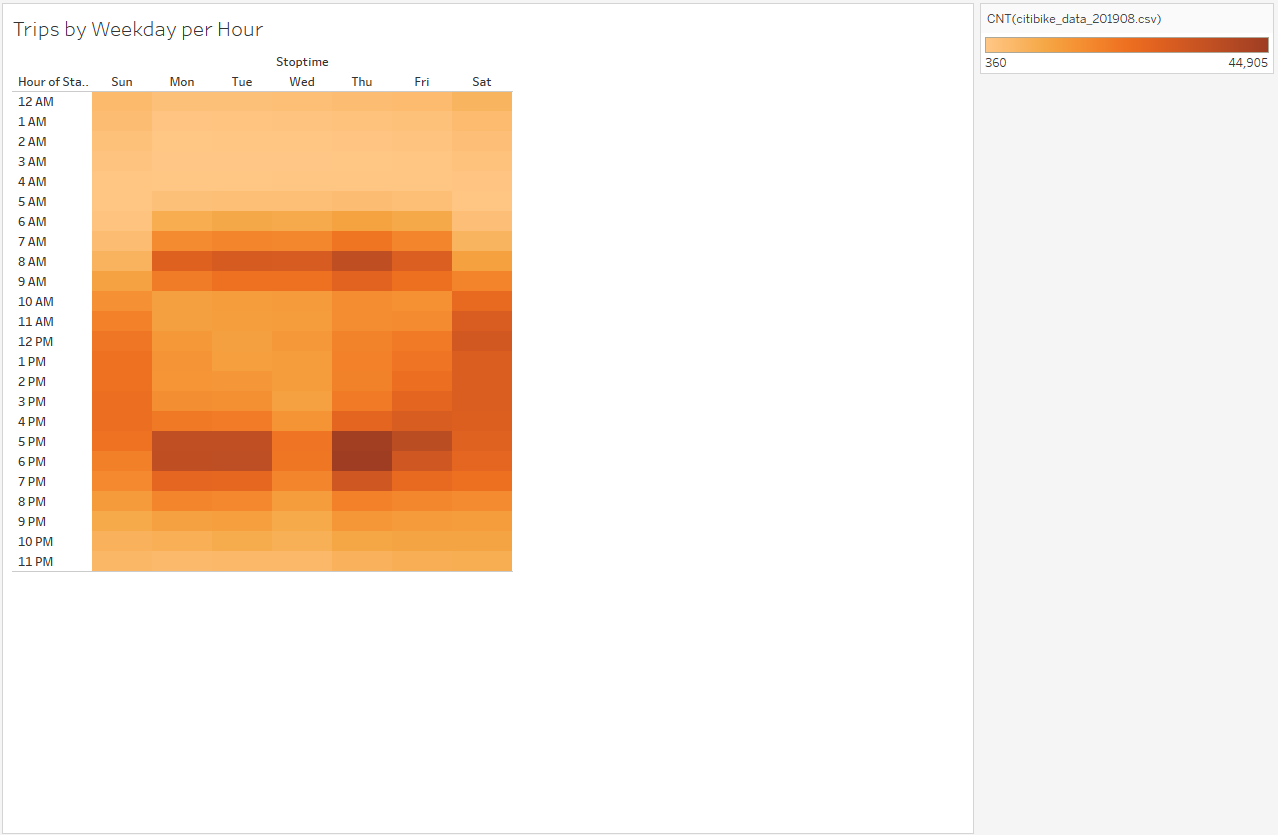 Trips by Weekday per Hour
Stoptime
Hour of Sta.. Sun Mon Tue Wed Thu Fri Sat
12 AM
1 AM
2 AM
3 AM
4 AM
5 AM
6 AM
7 AM
8 AM
9 AM
10 AM
11 AM
12 PM
1 PM
2 PM
3 PM
4 PM
5 PM
6 PM
7 PM
8 PM
9 PM
10 PM
11 PM
CNT(citibike_data_201908.csv)
360 44,905